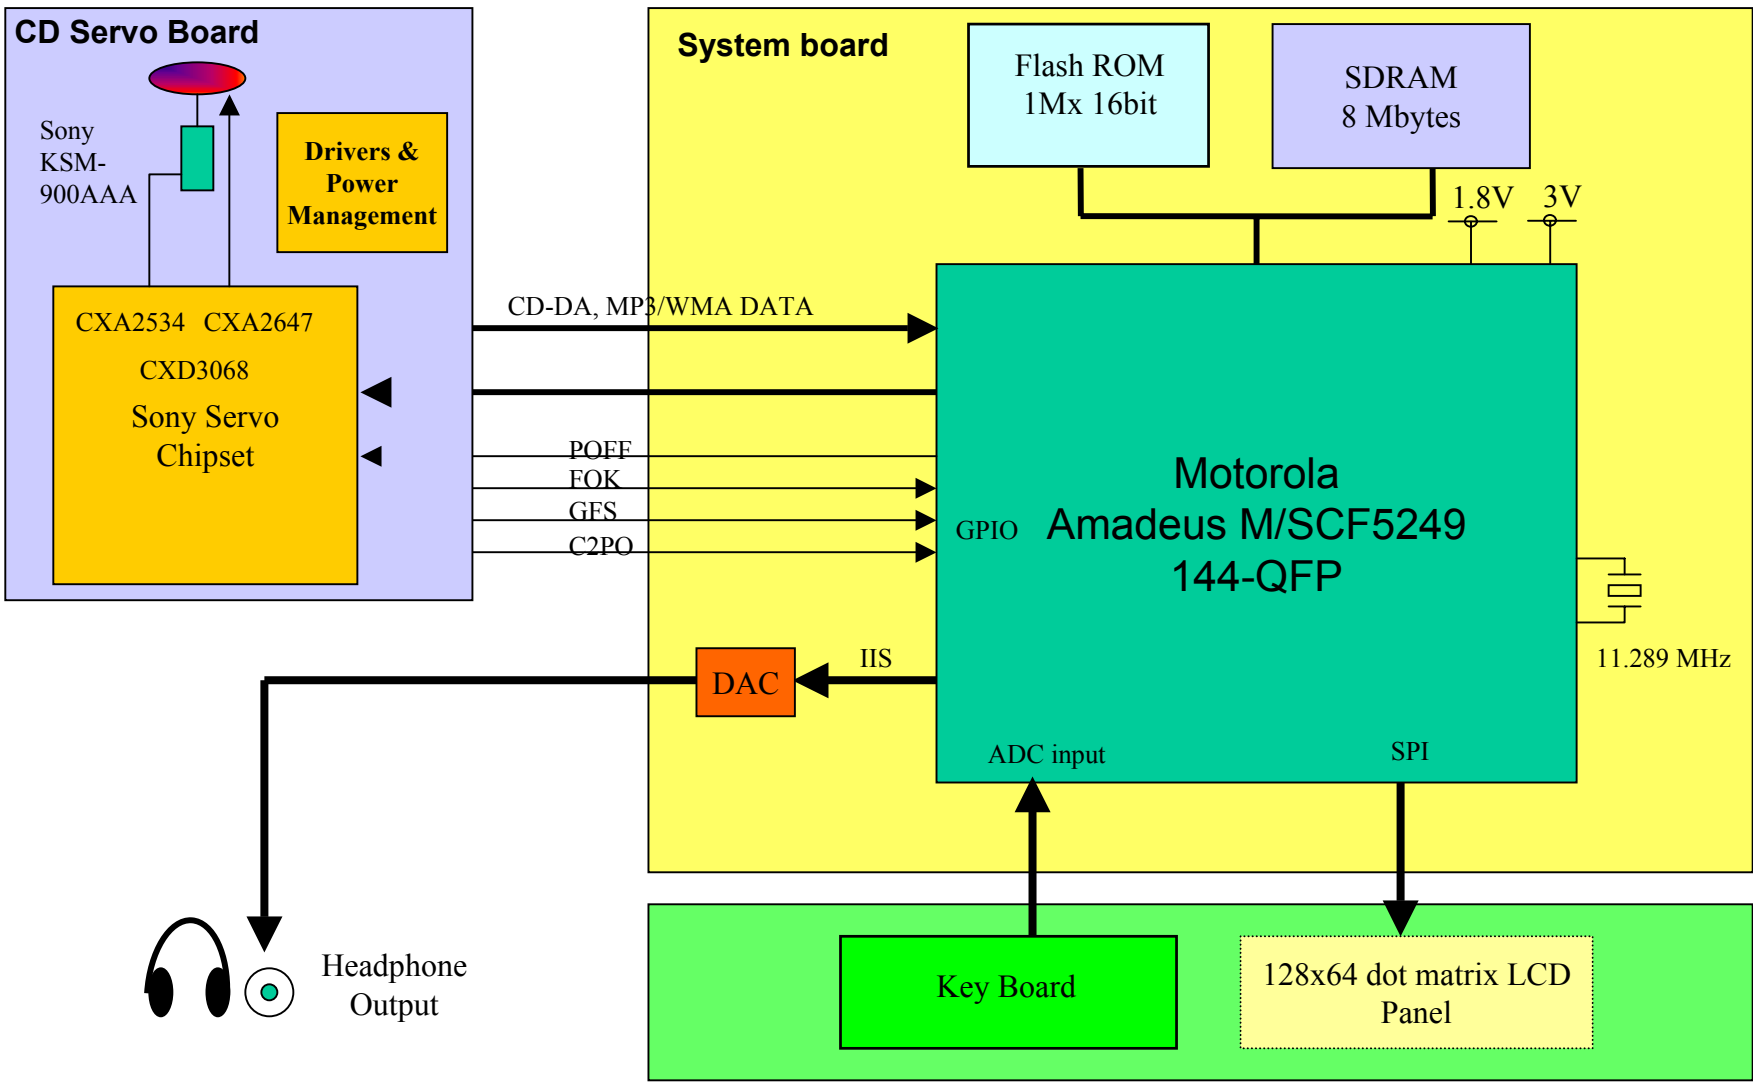 CD Servo Board
Sony
KSM-
900AAA
Drivers &
Power
Management
CXA2534 CXA2647
CXD3068
Sony Servo
Chipset
System board
Flash ROM
1Mx 16bit
SDRAM
8 Mbytes
1.8V 3V
CD-DA, MP3/WMA DATA
POFF
FOK
GFS
C2PO
GPIO
Motorola
Amadeus M/SCF5249
144-QFP
11.289 MHz
IIS
DAC
ADC input
SPI
Headphone
Output
Key Board
128x64 dot matrix LCD
Panel